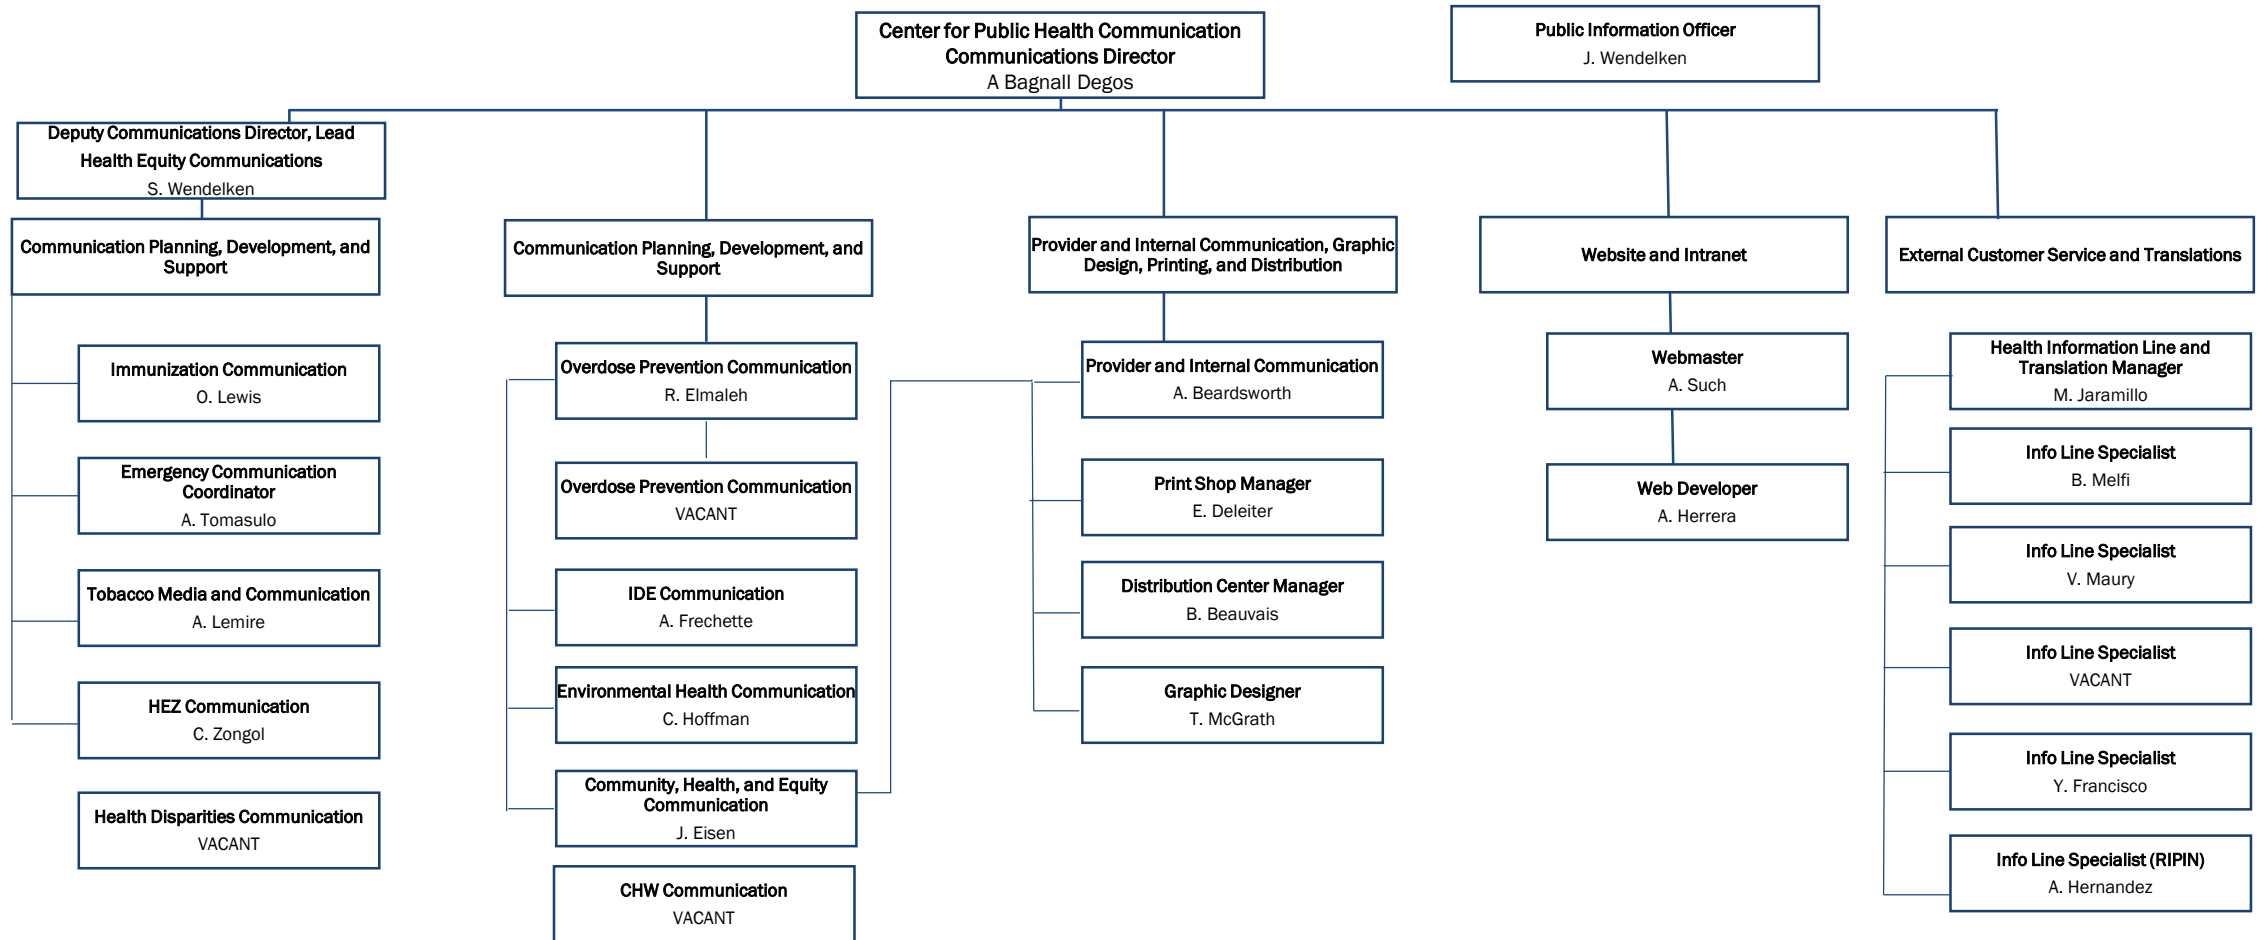 Center for Public Health Communication
Communications Director
A Bagnall Degos
Public Information Officer
J. Wendelken
Deputy Communications Director, Lead
Health Equity Communications
S. Wendelken
Communication Planning, Development, and
Support
Immunization Communication
O. Lewis
Emergency Communication
Coordinator
A. Tomasulo
Tobacco Media and Communication
A. Lemire
HEZ Communication
C. Zongol
Health Disparities Communication
VACANT
Communication Planning, Development, and
Support
Overdose Prevention Communication
R. Elmaleh
Overdose Prevention Communication
VACANT
IDE Communication
A. Frechette
Environmental Health Communication
C. Hoffman
Community, Health, and Equity
Communication
J. Eisen
CHW Communication
VACANT
Provider and Internal Communication, Graphic
Design, Printing, and Distribution
Provider and Internal Communication
A. Beardsworth
Print Shop Manager
E. Deleiter
Distribution Center Manager
B. Beauvais
Graphic Designer
T. McGrath
Website and Intranet
Webmaster
A. Such
Web Developer
A. Herrera
External Customer Service and Translations
Health Information Line and
Translation Manager
M. Jaramillo
Info Line Specialist
B. Melfi
Info Line Specialist
V. Maury
Info Line Specialist
VACANT
Info Line Specialist
Y. Francisco
Info Line Specialist (RIPIN)
A. Hernandez